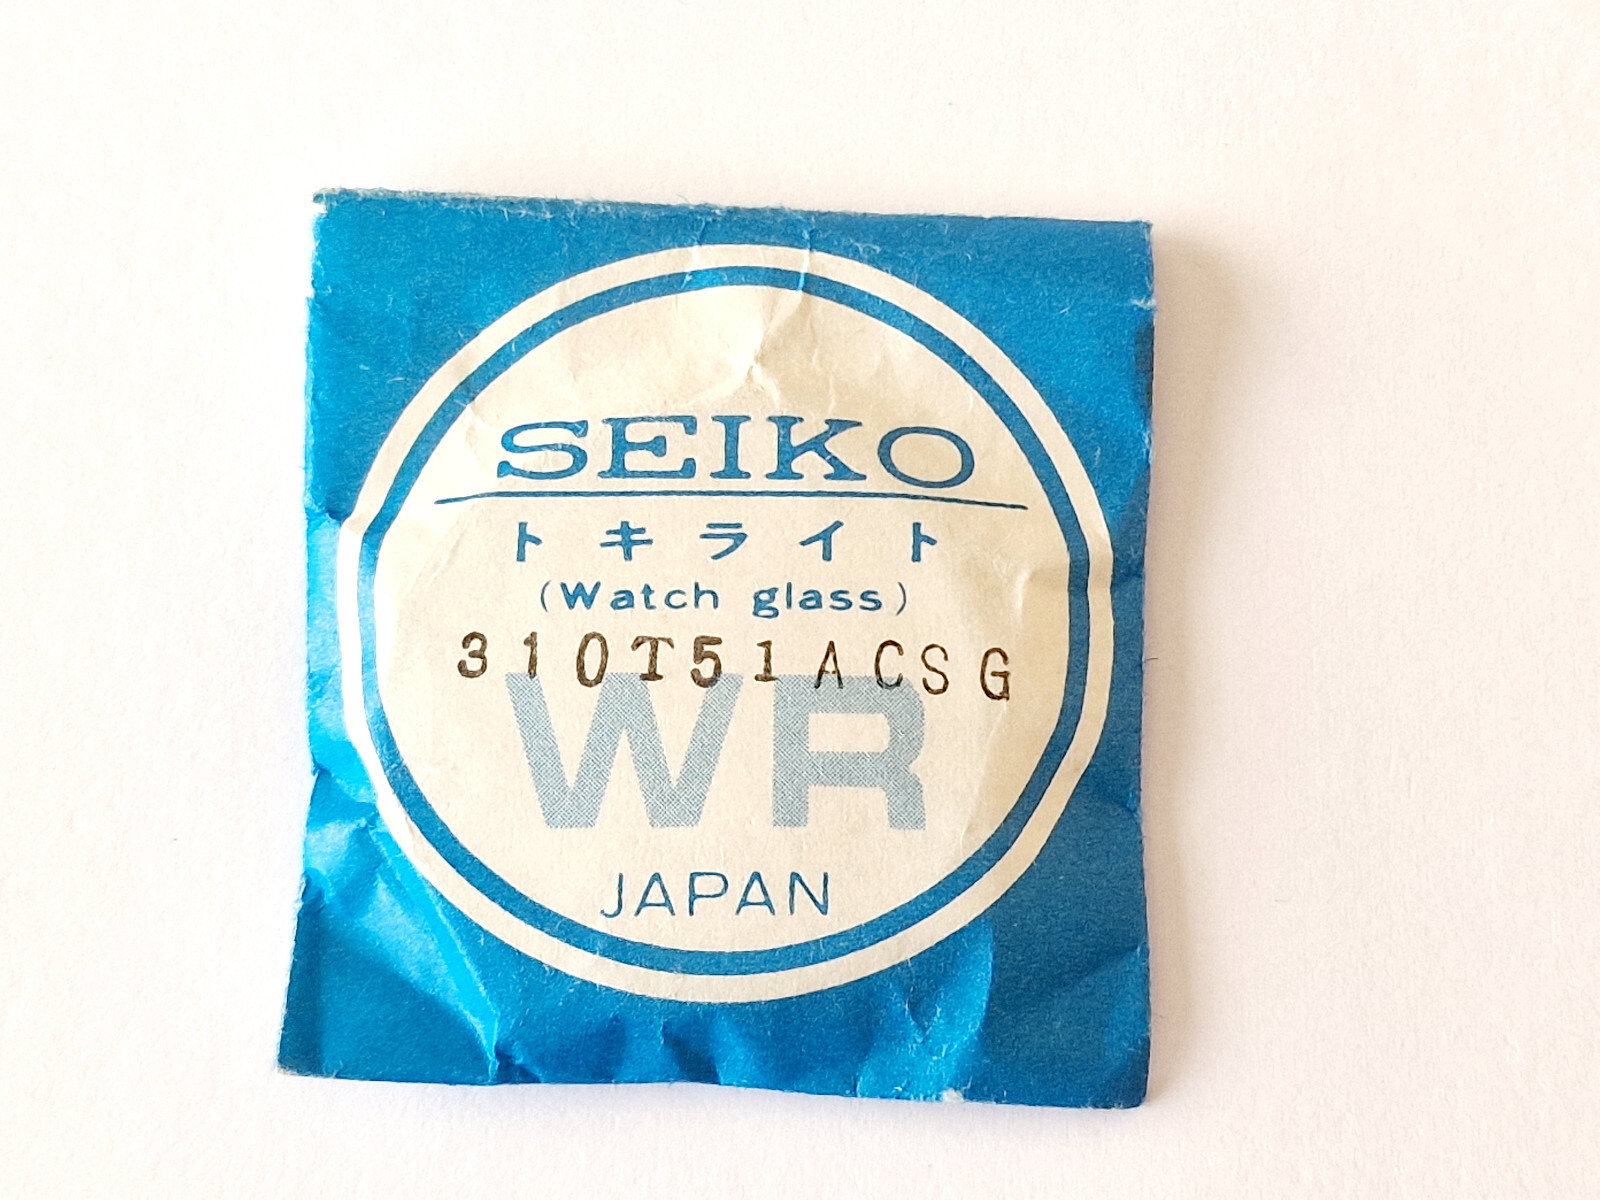 SEIKO
トキライト
(Watch glass)
310T51ACSG
WR
JAPAN